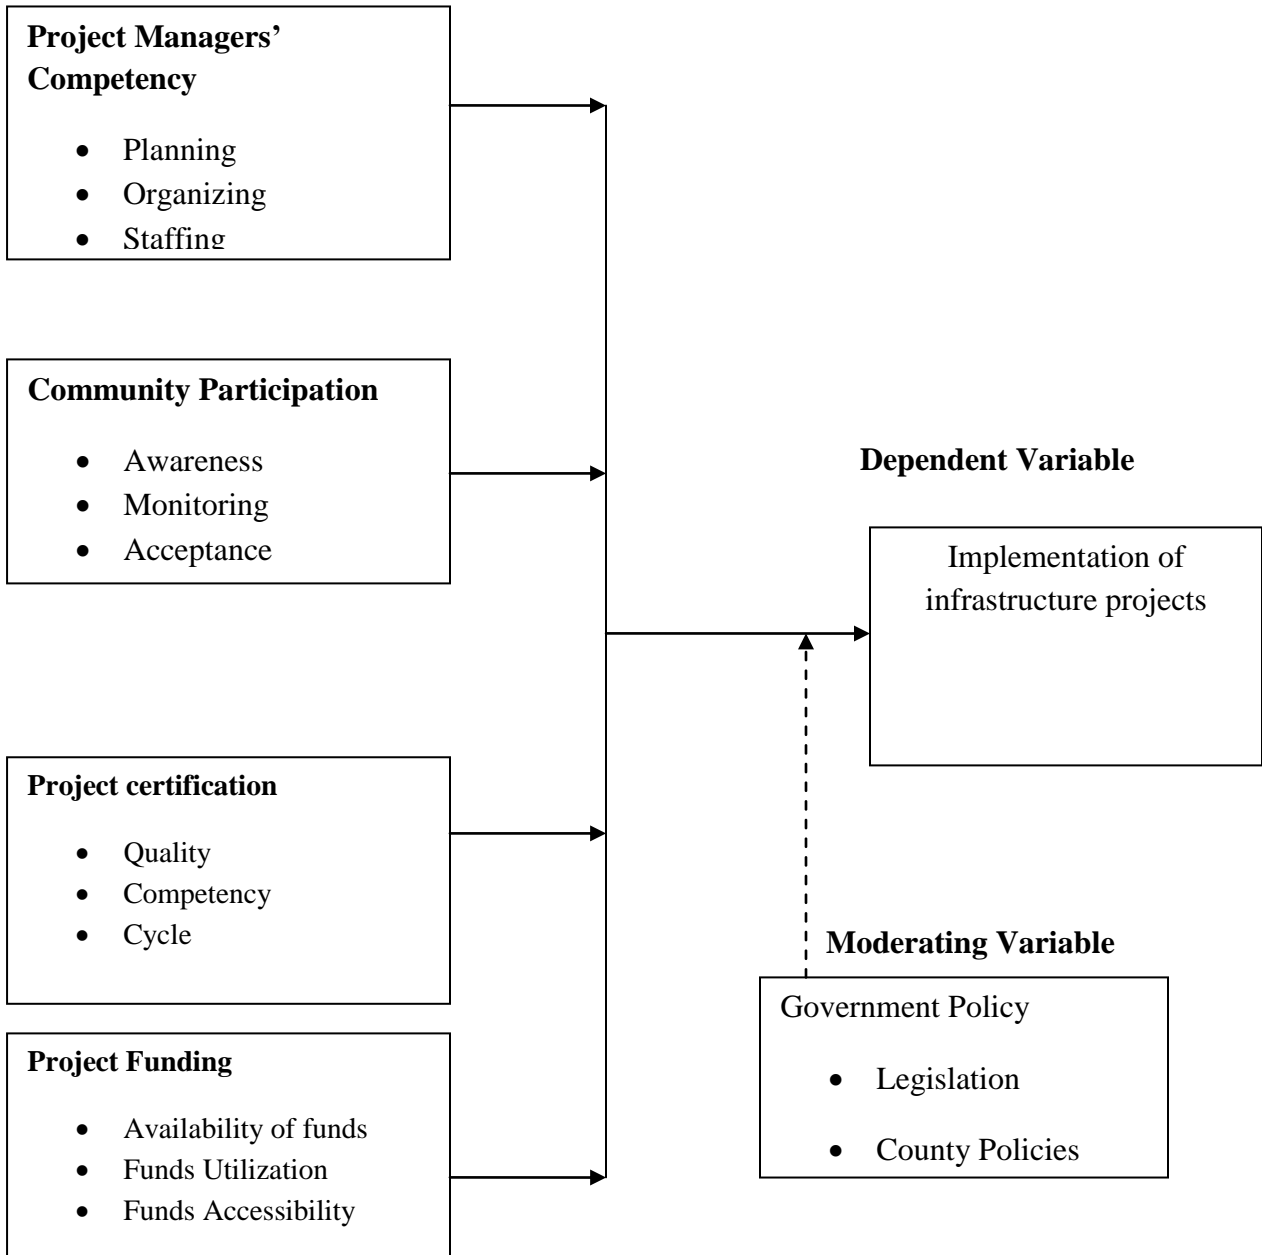 Project Managers’
Competency
• Planning
• Organizing
• Staffing
Community Participation
• Awareness
• Monitoring
• Acceptance
Dependent Variable
Implementation of
infrastructure projects
Project certification
• Quality
• Competency
• Cycle
Moderating Variable
Government Policy
• Legislation
• County Policies
Project Funding
• Availability of funds
• Funds Utilization
• Funds Accessibility